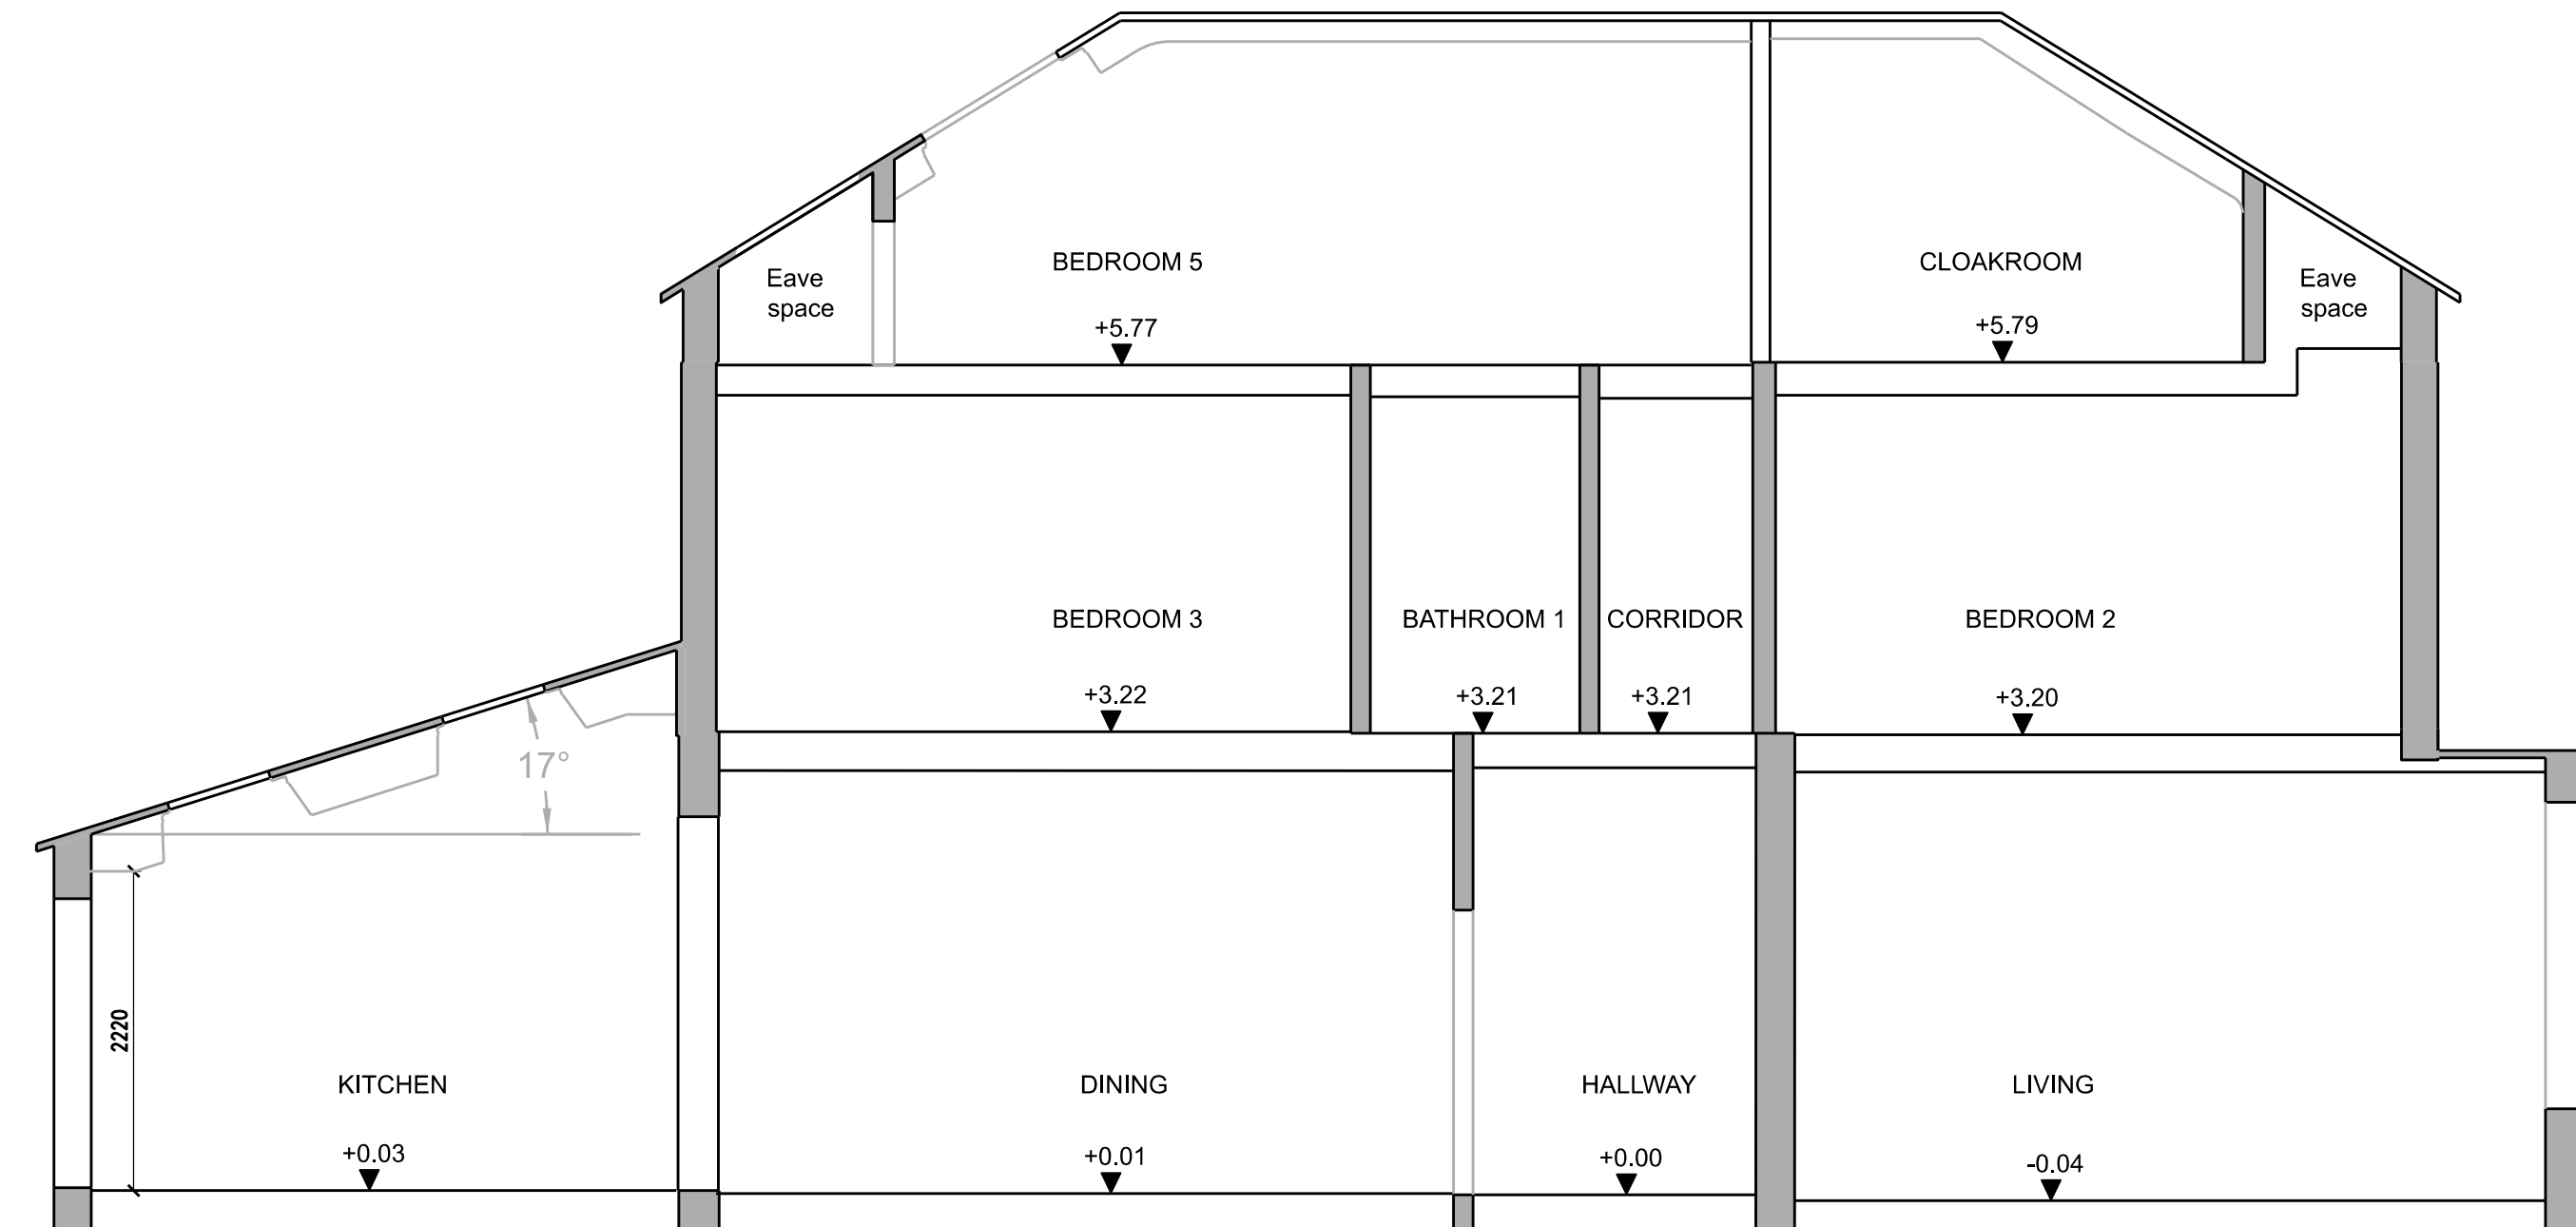 BEDROOM 5
CLOAKROOM
Eave
space
Eave
space
+5.77
+5.79
BEDROOM 3
BATHROOM 1
CORRIDOR
BEDROOM 2
+3.22
+3.21
+3.21
+3.20
17°
2220
KITCHEN
DINING
HALLWAY
LIVING
+0.03
+0.01
+0.00
-0.04